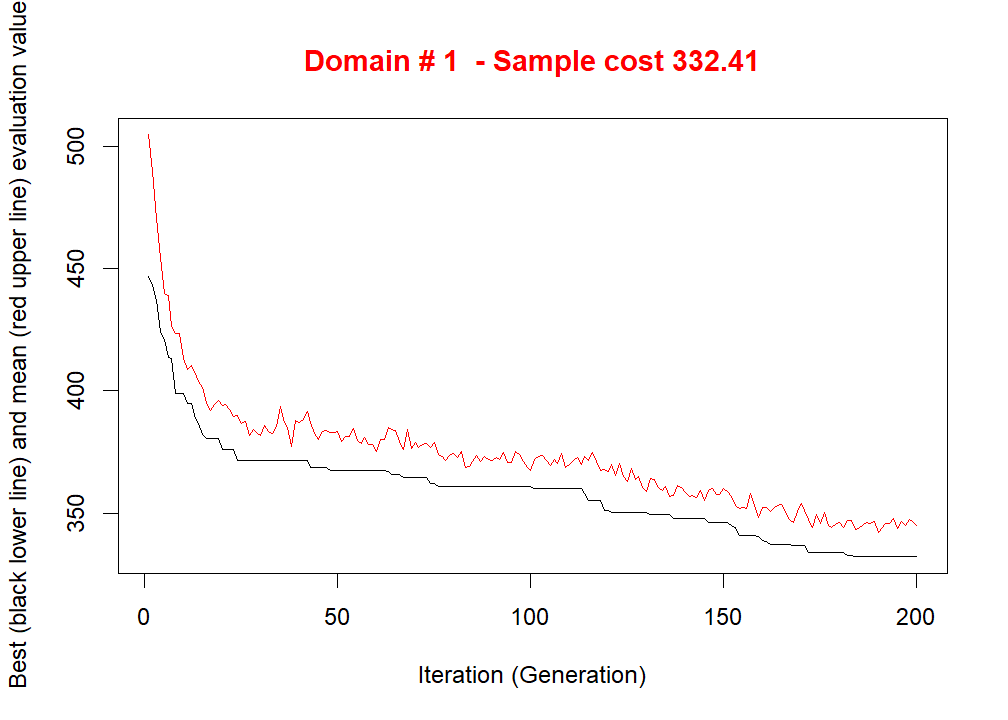 Domain # 1  - Sample cost 332.41
Best (black lower line) and mean (red upper line) evaluation value
500
450
400
350
0 50 100 150 200
Iteration (Generation)